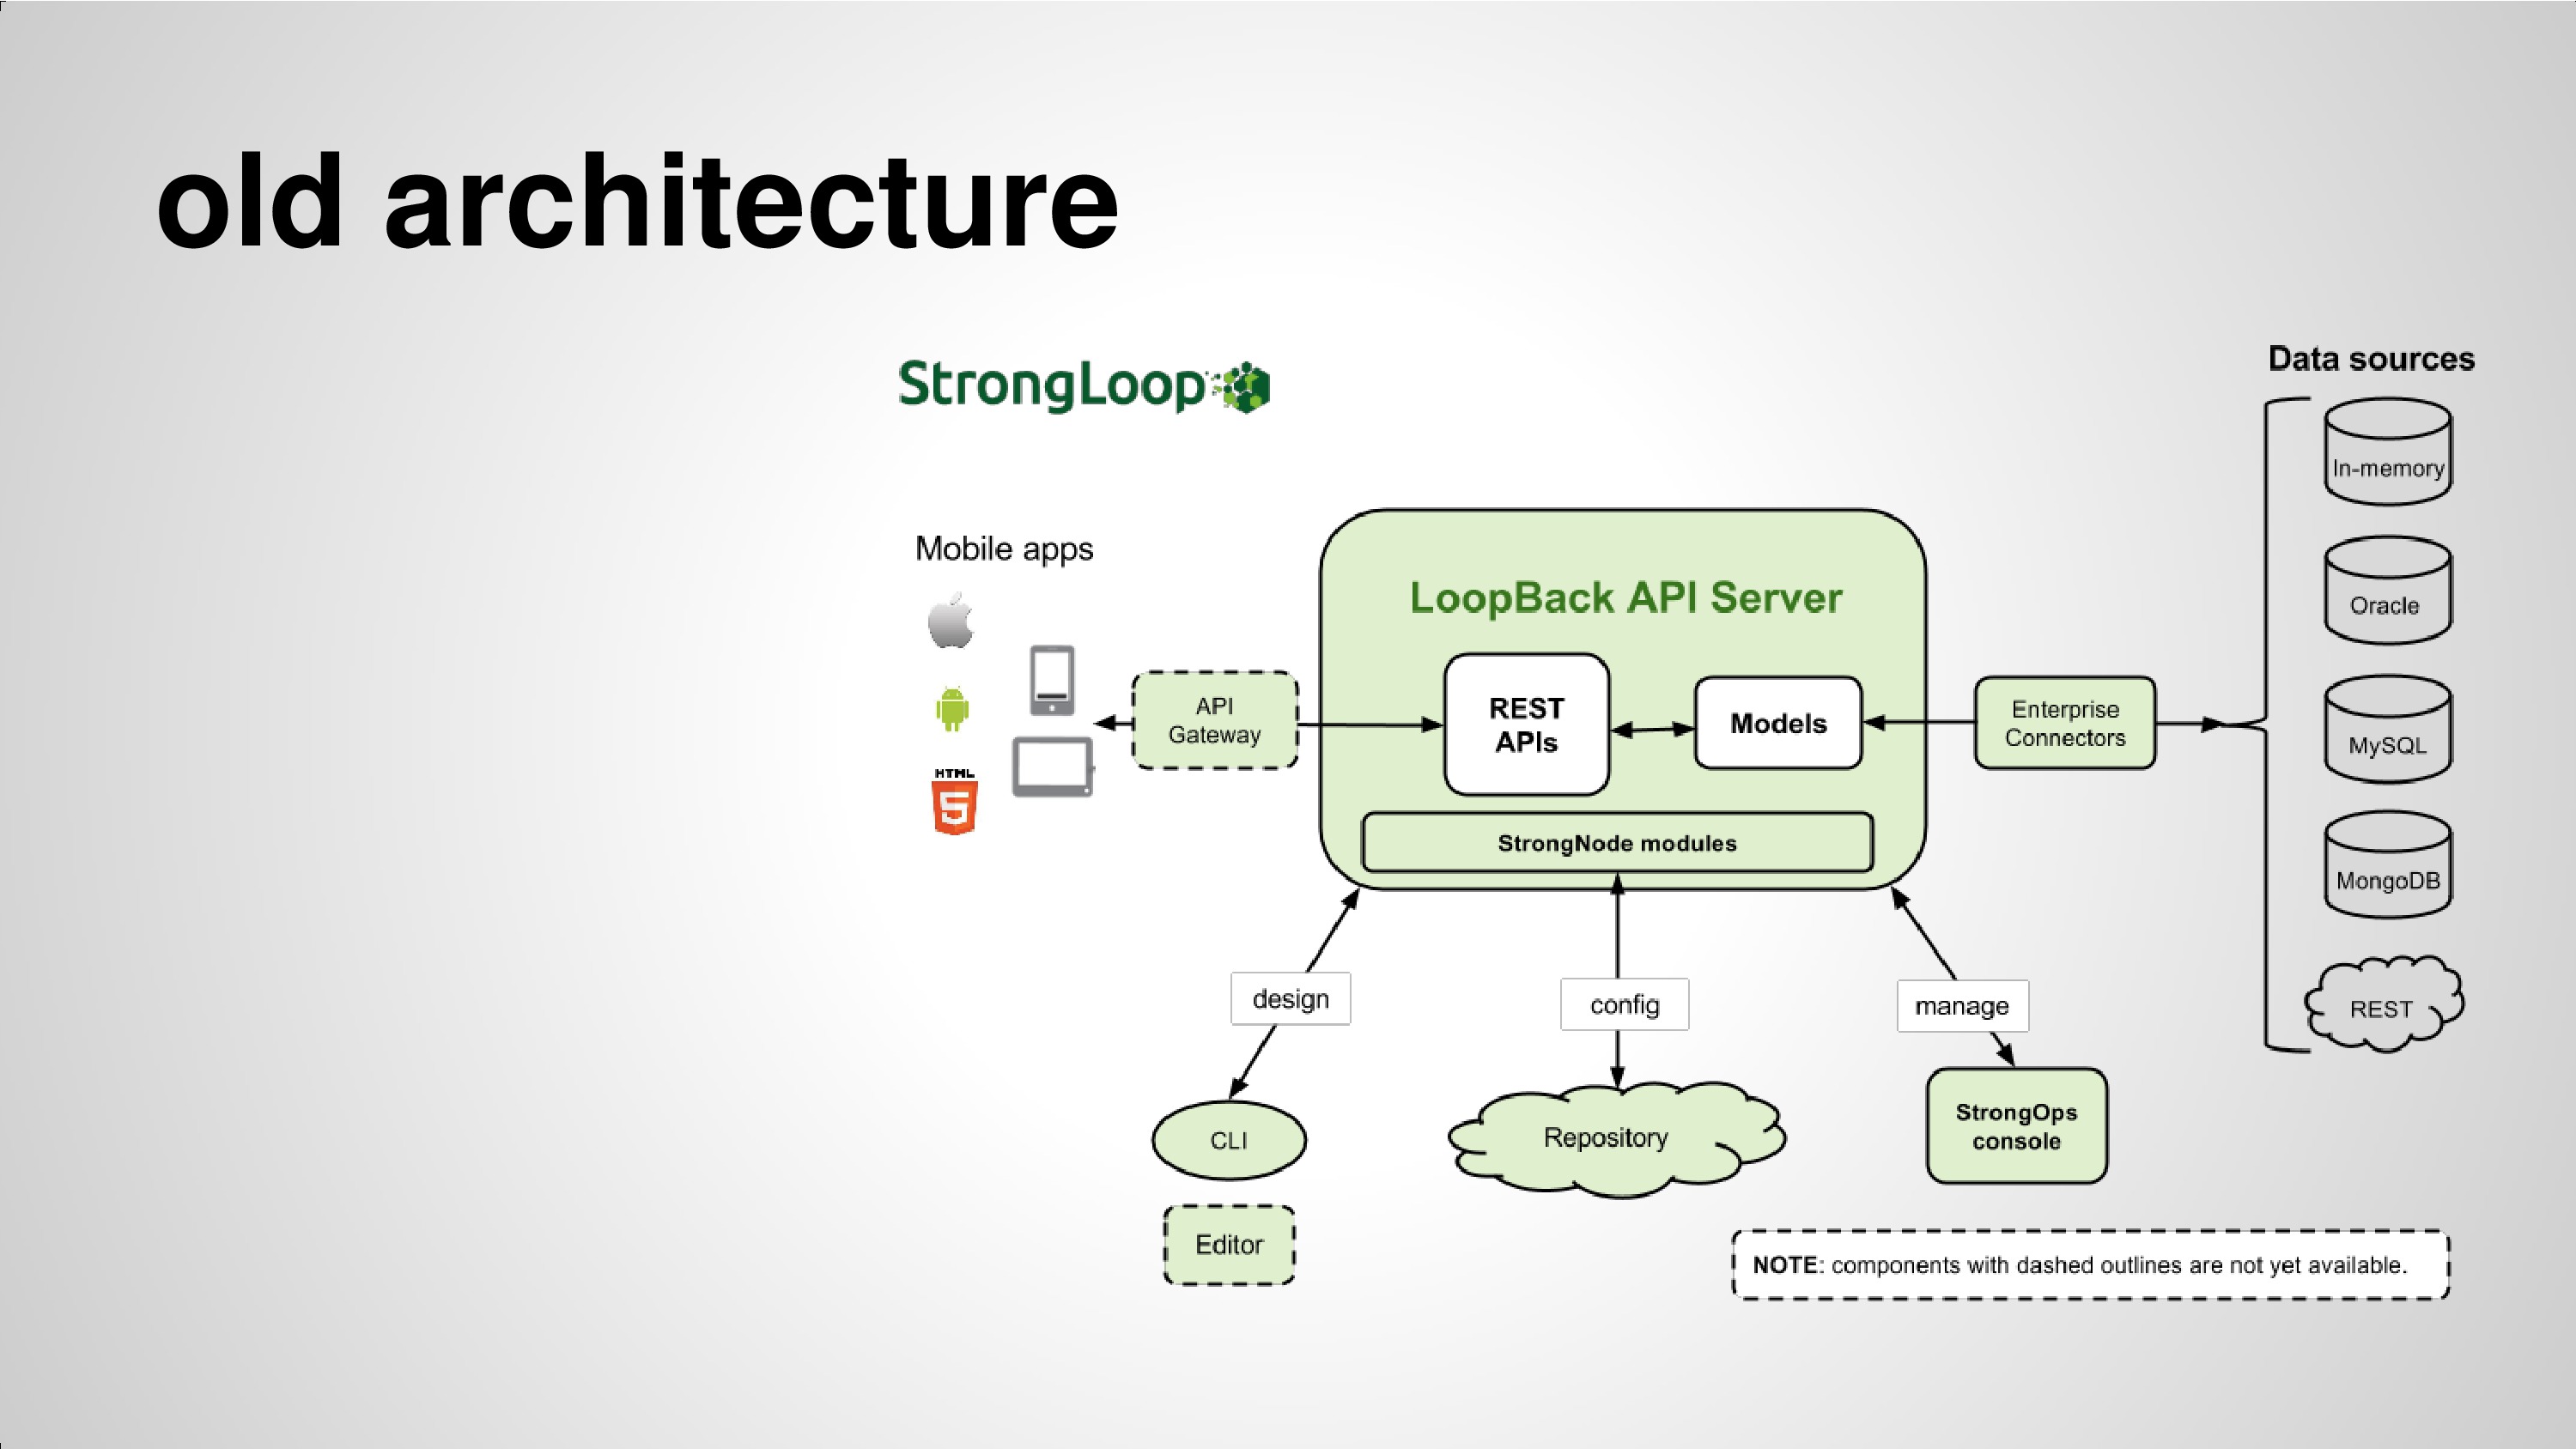 old architecture
StrongLoop
Data sources
In-memory
Oracle
MySQL
MongoDB
REST
Mobile apps
HTML
5
API
Gateway
LoopBack API Server
REST
APIs
Models
StrongNode modules
Enterprise
Connectors
design
config
manage
CLI
Editor
Repository
StrongOps
console
NOTE: components with dashed outlines are not yet available.